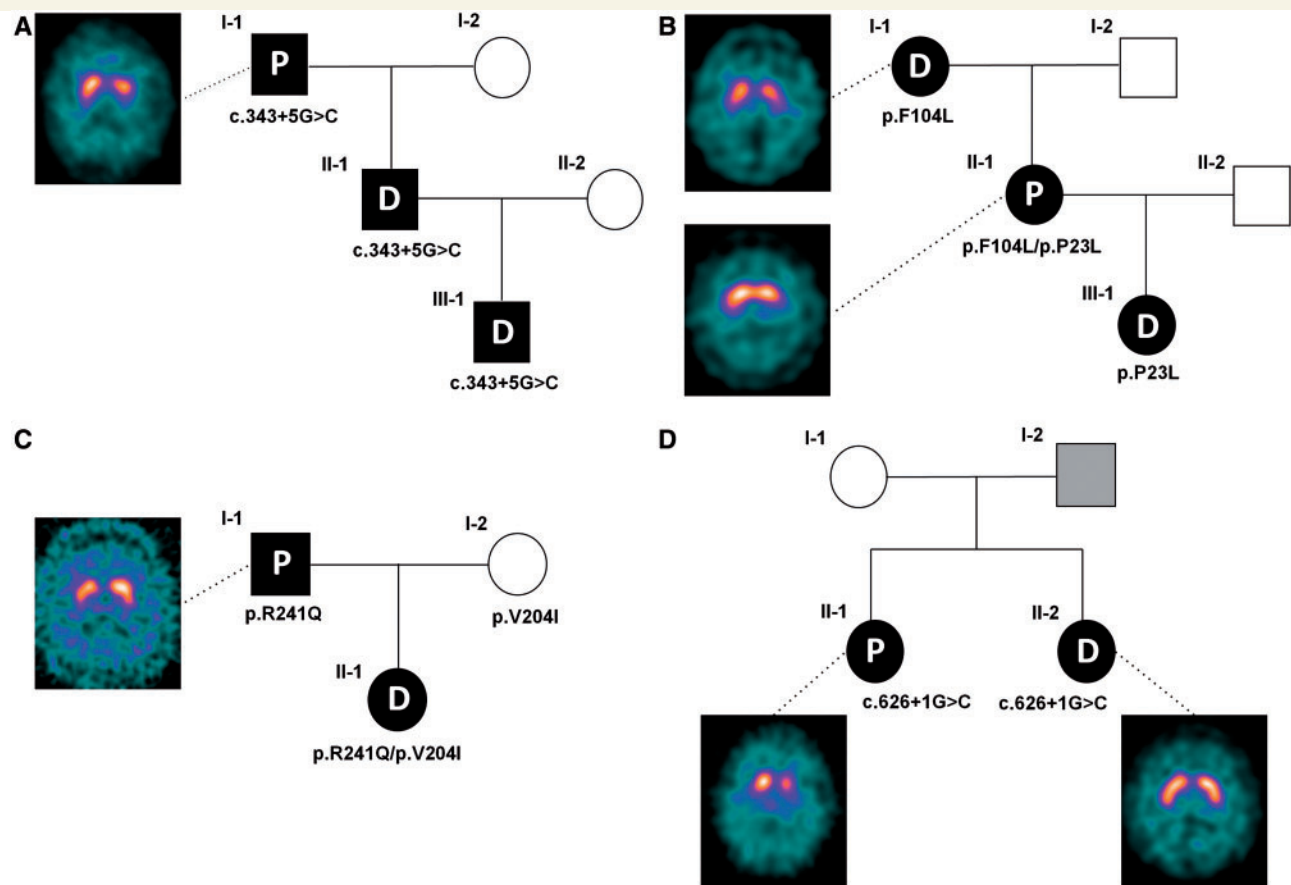 A
I-1
I-2
P
c.343+5G>C
II-1
II-2
D
c.343+5G>C
III-1
D
c.343+5G>C
B
I-1
I-2
D
p.F104L
II-1
II-2
P
p.F104L/p.P23L
III-1
D
p.P23L
C
I-1
I-2
P
p.R241Q
p.V204I
II-1
D
p.R241Q/p.V204I
D
I-1
I-2
II-1
II-2
P
D
c.626+1G>C
c.626+1G>C